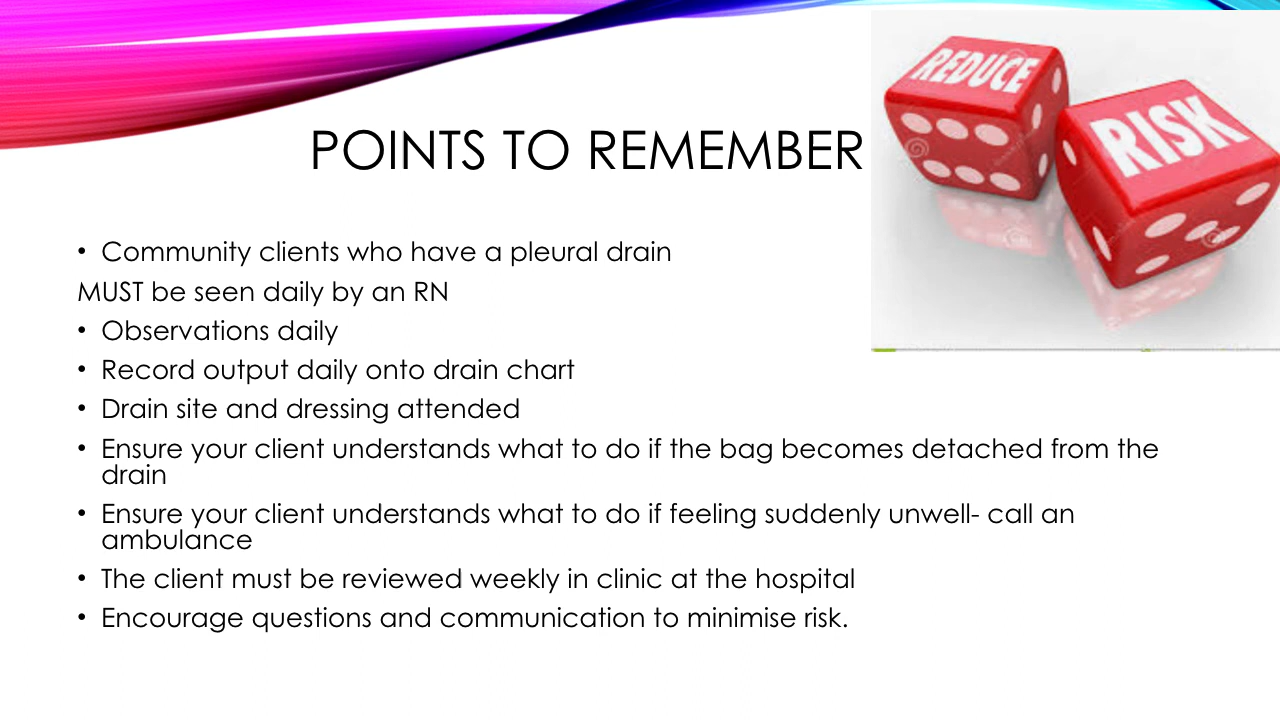 REDUCE
RISK
POINTS TO REMEMBER
• Community clients who have a pleural drain
MUST be seen daily by an RN
• Observations daily
• Record output daily onto drain chart
• Drain site and dressing attended
• Ensure your client understands what to do if the bag becomes detached from the
drain
• Ensure your client understands what to do if feeling suddenly unwell- call an
ambulance
• The client must be reviewed weekly in clinic at the hospital
• Encourage questions and communication to minimise risk.